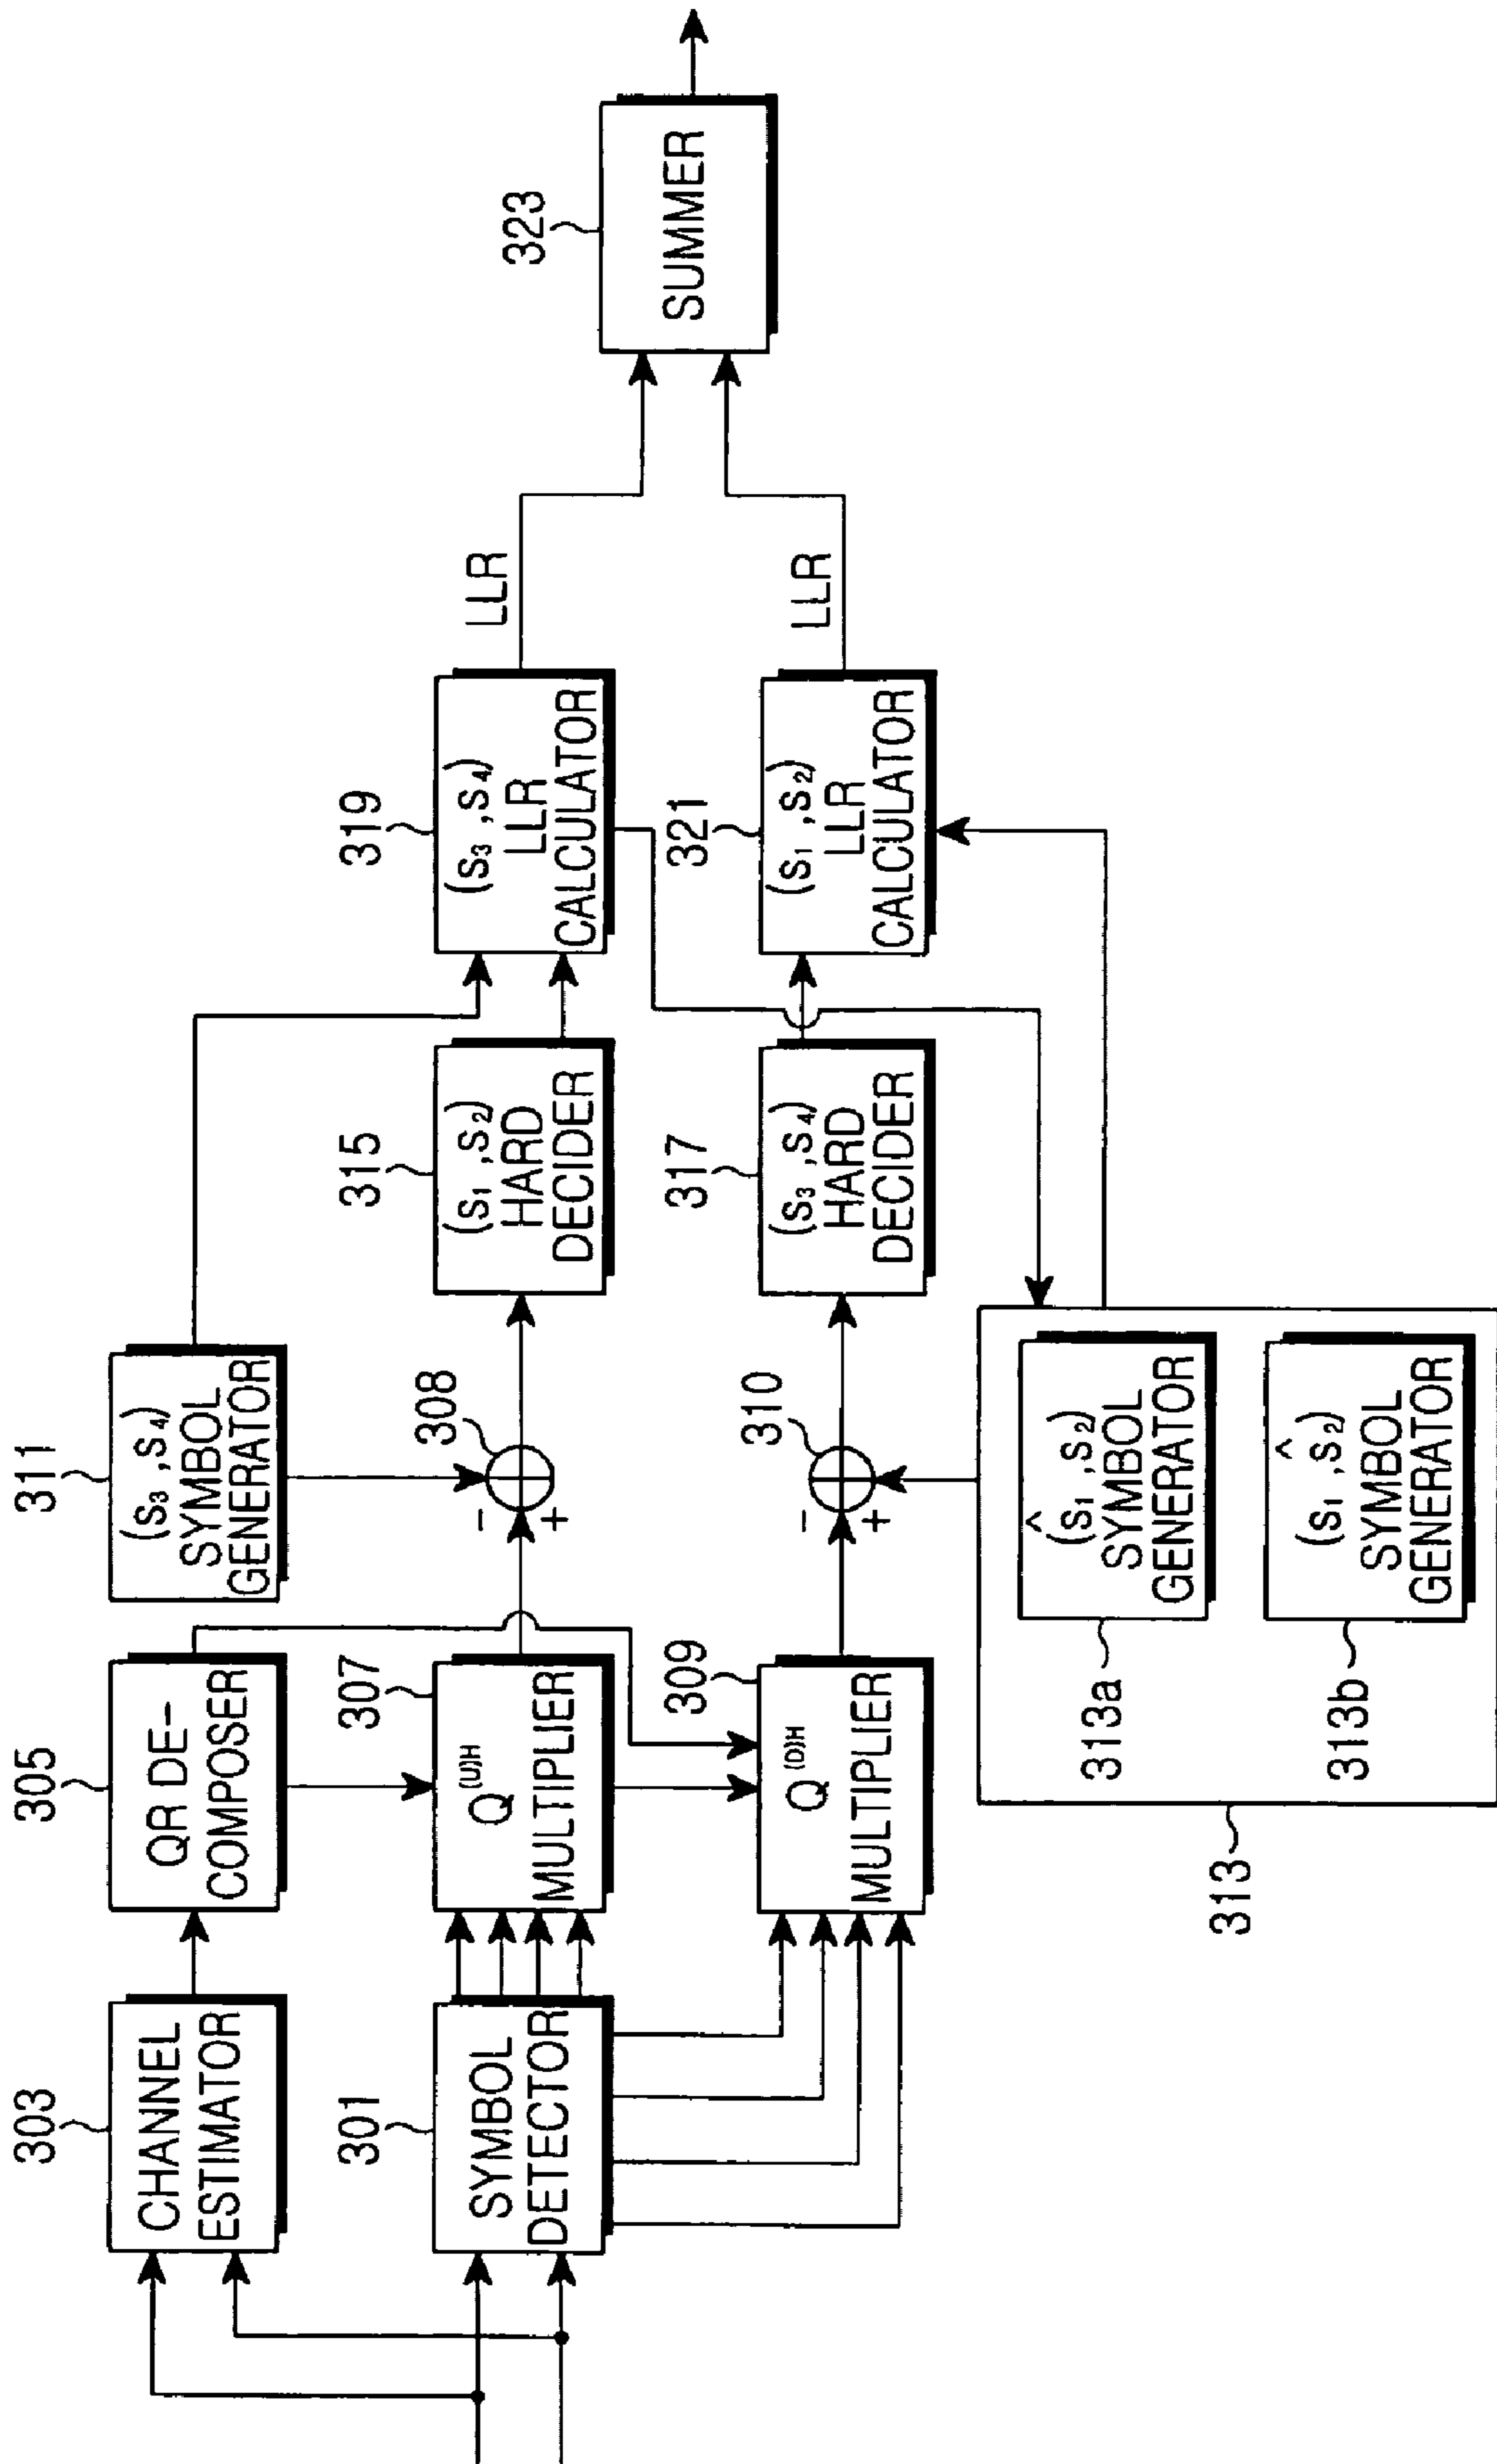 303
CHANNEL
ESTIMATOR
305
QR DE-
COMPOSER
311
(s₃ ,s₄)
SYMBOL
GENERATOR
301
SYMBOL
DETECTOR
307
Q(U)H
MULTIPLIER
308
-
+
315
(s₁ ,s₂)
HARD
DECIDER
319
(s₃ ,s₄)
LLR
CALCULATOR
LLR
323
SUMMER
309
Q(D)H
MULTIPLIER
310
-
+
317
(s₃ ,s₄)
HARD
DECIDER
321
(s₁ ,s₂)
LLR
CALCULATOR
LLR
313
313a
(ŝ₁ ,s₂)
SYMBOL
GENERATOR
313b
(s₁ ,ŝ₂)
SYMBOL
GENERATOR